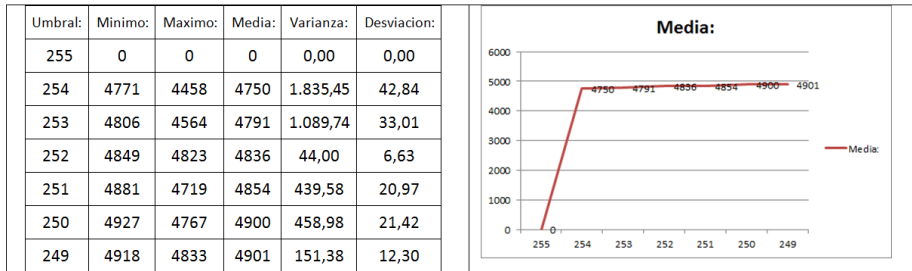 Umbral: Minimo: Maximo: Media: Varianza: Desviacion:
255 0 0 0 0,00 0,00
254 4771 4458 4750 1.835,45 42,84
253 4806 4564 4791 1.089,74 33,01
252 4849 4823 4836 44,00 6,63
251 4881 4719 4854 439,58 20,97
250 4927 4767 4900 458,98 21,42
249 4918 4833 4901 151,38 12,30
Media:
6000
5000
4000
3000
2000
1000
0
0 4750 4791 4836 4854 4900 4901
255 254 253 252 251 250 249
Media: